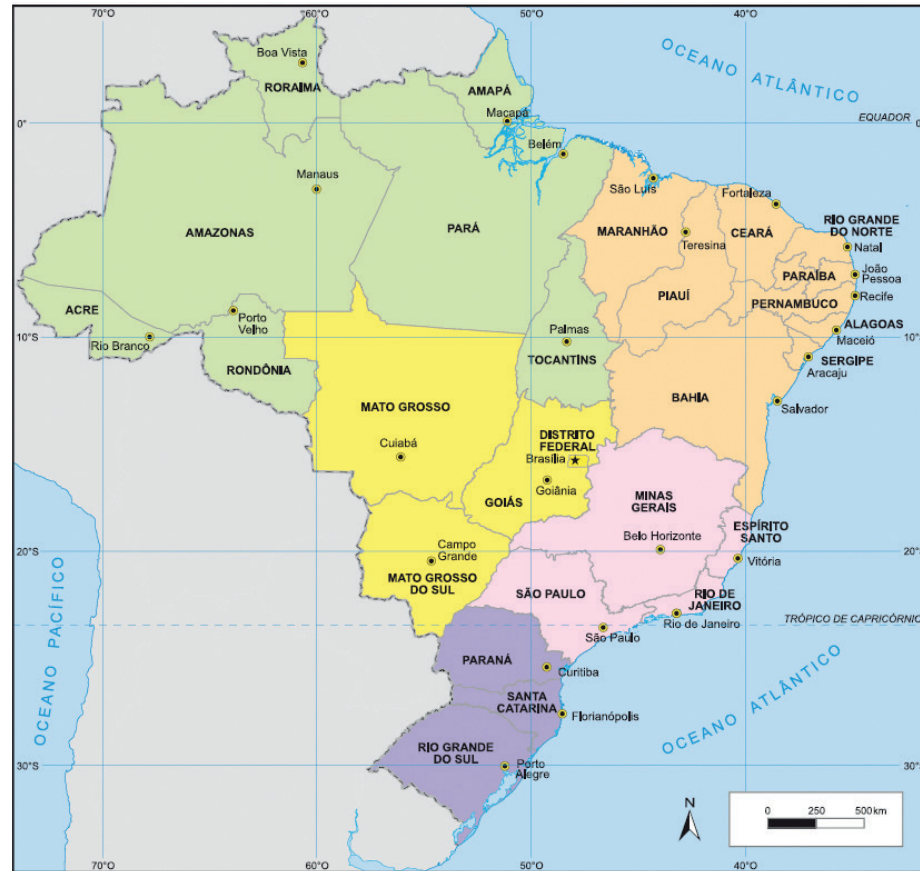 70°O
60°O
50°O
40°O
OCEANO ATLÂNTICO
Boa Vista
RORAIMA
AMAPÁ
Macapá
EQUADOR
0°
0°
Belém
Manaus
São Luís
Fortaleza
RIO GRANDE
DO NORTE
Natal
AMAZONAS
PARÁ
MARANHÃO
CEARÁ
Teresina
PARAÍBA
João
Pessoa
PIAUÍ
PERNAMBUCO
Recife
ACRE
Porto
Velho
Rio Branco
Palmas
TOCANTINS
ALAGOAS
Maceió
10°S
10°S
SERGIPE
Aracaju
RONDÔNIA
MATO GROSSO
BAHIA
Salvador
Cuiabá
DISTRITO
FEDERAL
Brasília
GOIÁS
Goiânia
MINAS
GERAIS
Belo Horizonte
ESPÍRITO
SANTO
Vitória
20°S
20°S
Campo
Grande
MATO GROSSO
DO SUL
SÃO PAULO
RIO DE
JANEIRO
Rio de Janeiro
São Paulo
TRÓPICO DE CAPRICÓRNIO
OCEANO PACÍFICO
PARANÁ
Curitiba
SANTA
CATARINA
Florianópolis
OCEANO ATLÂNTICO
RIO GRANDE
DO SUL
Porto
Alegre
30°S
30°S
N
0 250 500 km
70°O
60°O
50°O
40°O